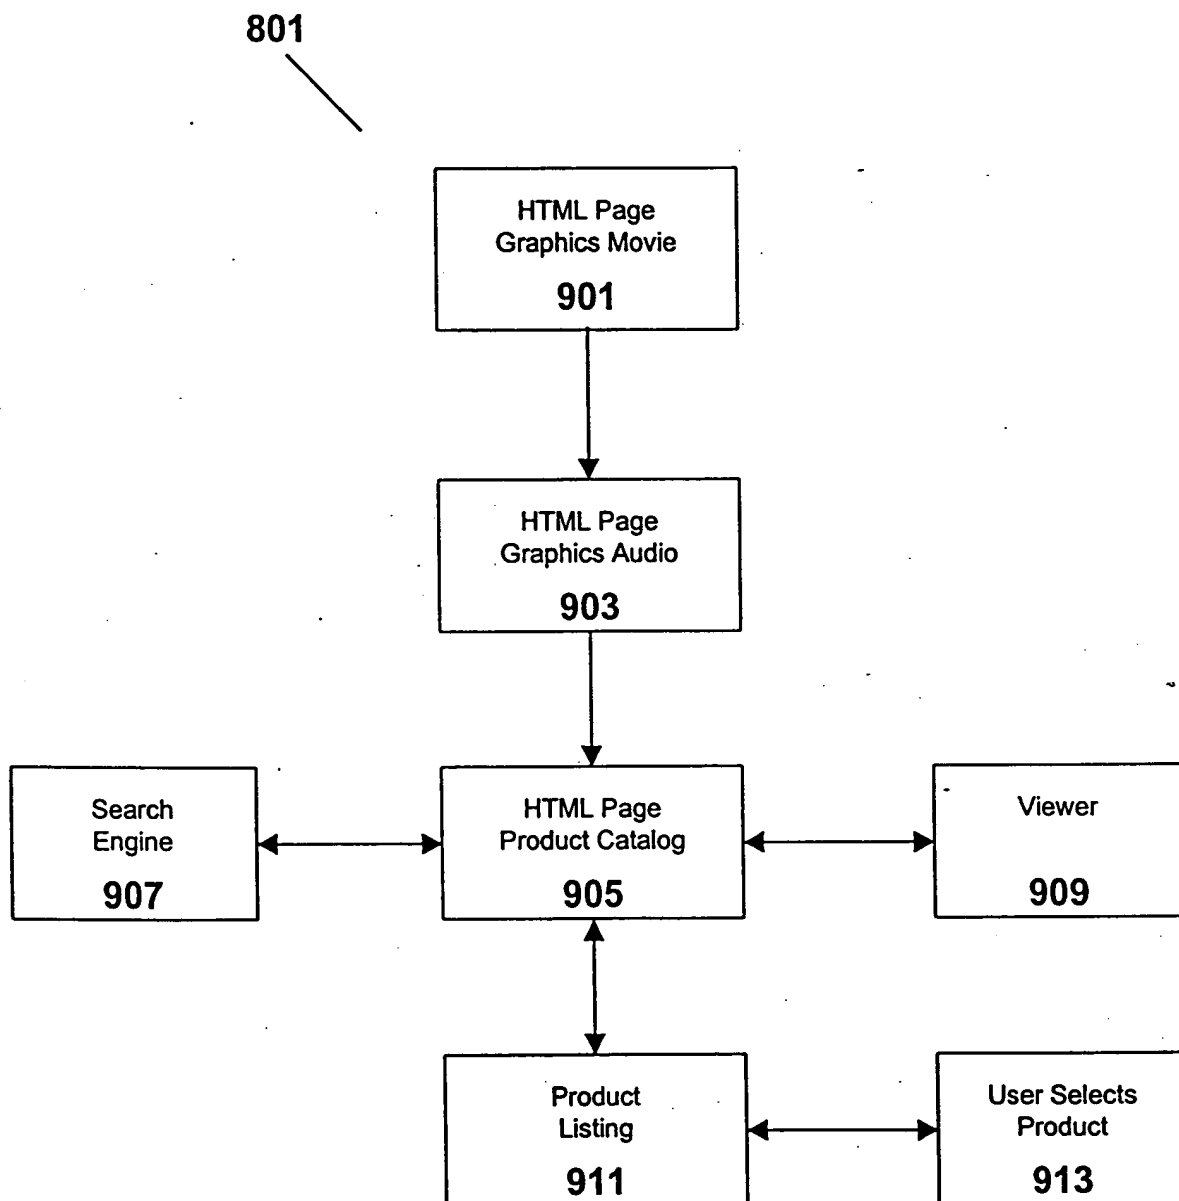 801
HTML Page
Graphics Movie
901
HTML Page
Graphics Audio
903
Search
Engine
907
HTML Page
Product Catalog
905
Viewer
909
Product
Listing
911
User Selects
Product
913